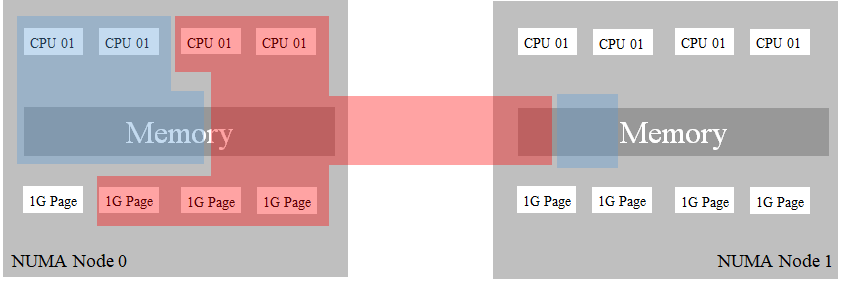 CPU 01 CPU 01 CPU 01 CPU 01
Memory
1G Page 1G Page 1G Page 1G Page
NUMA Node 0
CPU 01 CPU 01 CPU 01 CPU 01
Memory
1G Page 1G Page 1G Page 1G Page
NUMA Node 1